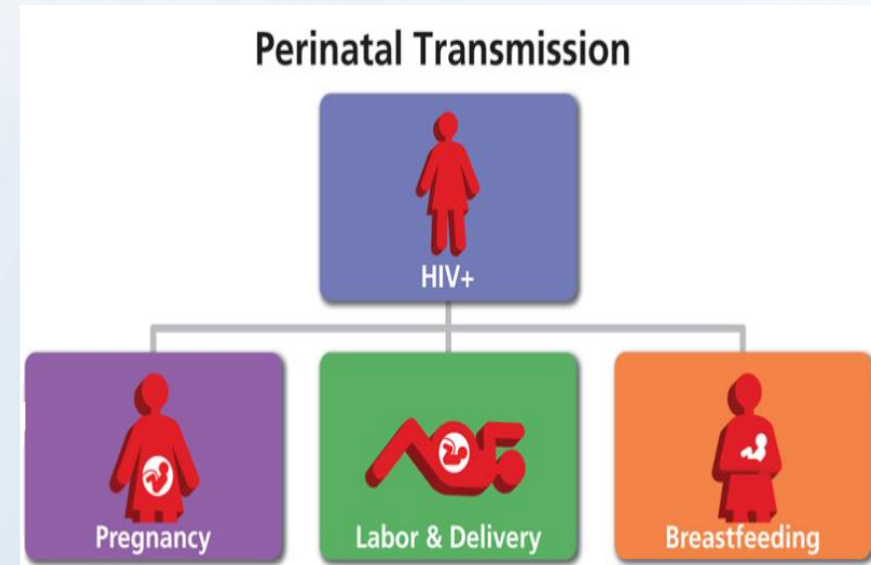 Perinatal Transmission
HIV+
Pregnancy
Labor & Delivery
Breastfeeding